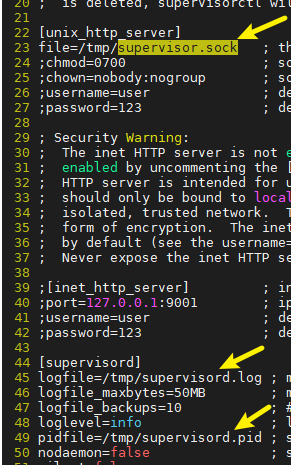 20 ;  is deleted, supervisorctl wil
21
22 [unix_http_server]
23 file=/tmp/supervisor.sock   ; th
24 ;chmod=0700                 ; so
25 ;chown=nobody:nogroup       ; so
26 ;username=user              ; de
27 ;password=123               ; de
28
29 ; Security Warning:
30 ;  The inet HTTP server is not e
31 ;  enabled by uncommenting the [
32 ;  HTTP server is intended for u
33 ;  should only be bound to local
34 ;  isolated, trusted network.  T
35 ;  form of encryption.  The inet
36 ;  by default (see the username=
37 ;  Never expose the inet HTTP se
38
39 ;[inet_http_server]         ; in
40 ;port=127.0.0.1:9001        ; ip
41 ;username=user              ; de
42 ;password=123               ; de
43
44 [supervisord]
45 logfile=/tmp/supervisord.log ; m
46 logfile_maxbytes=50MB        ; m
47 logfile_backups=10           ; #
48 loglevel=info                ; l
49 pidfile=/tmp/supervisord.pid ; s
50 nodaemon=false               ; s